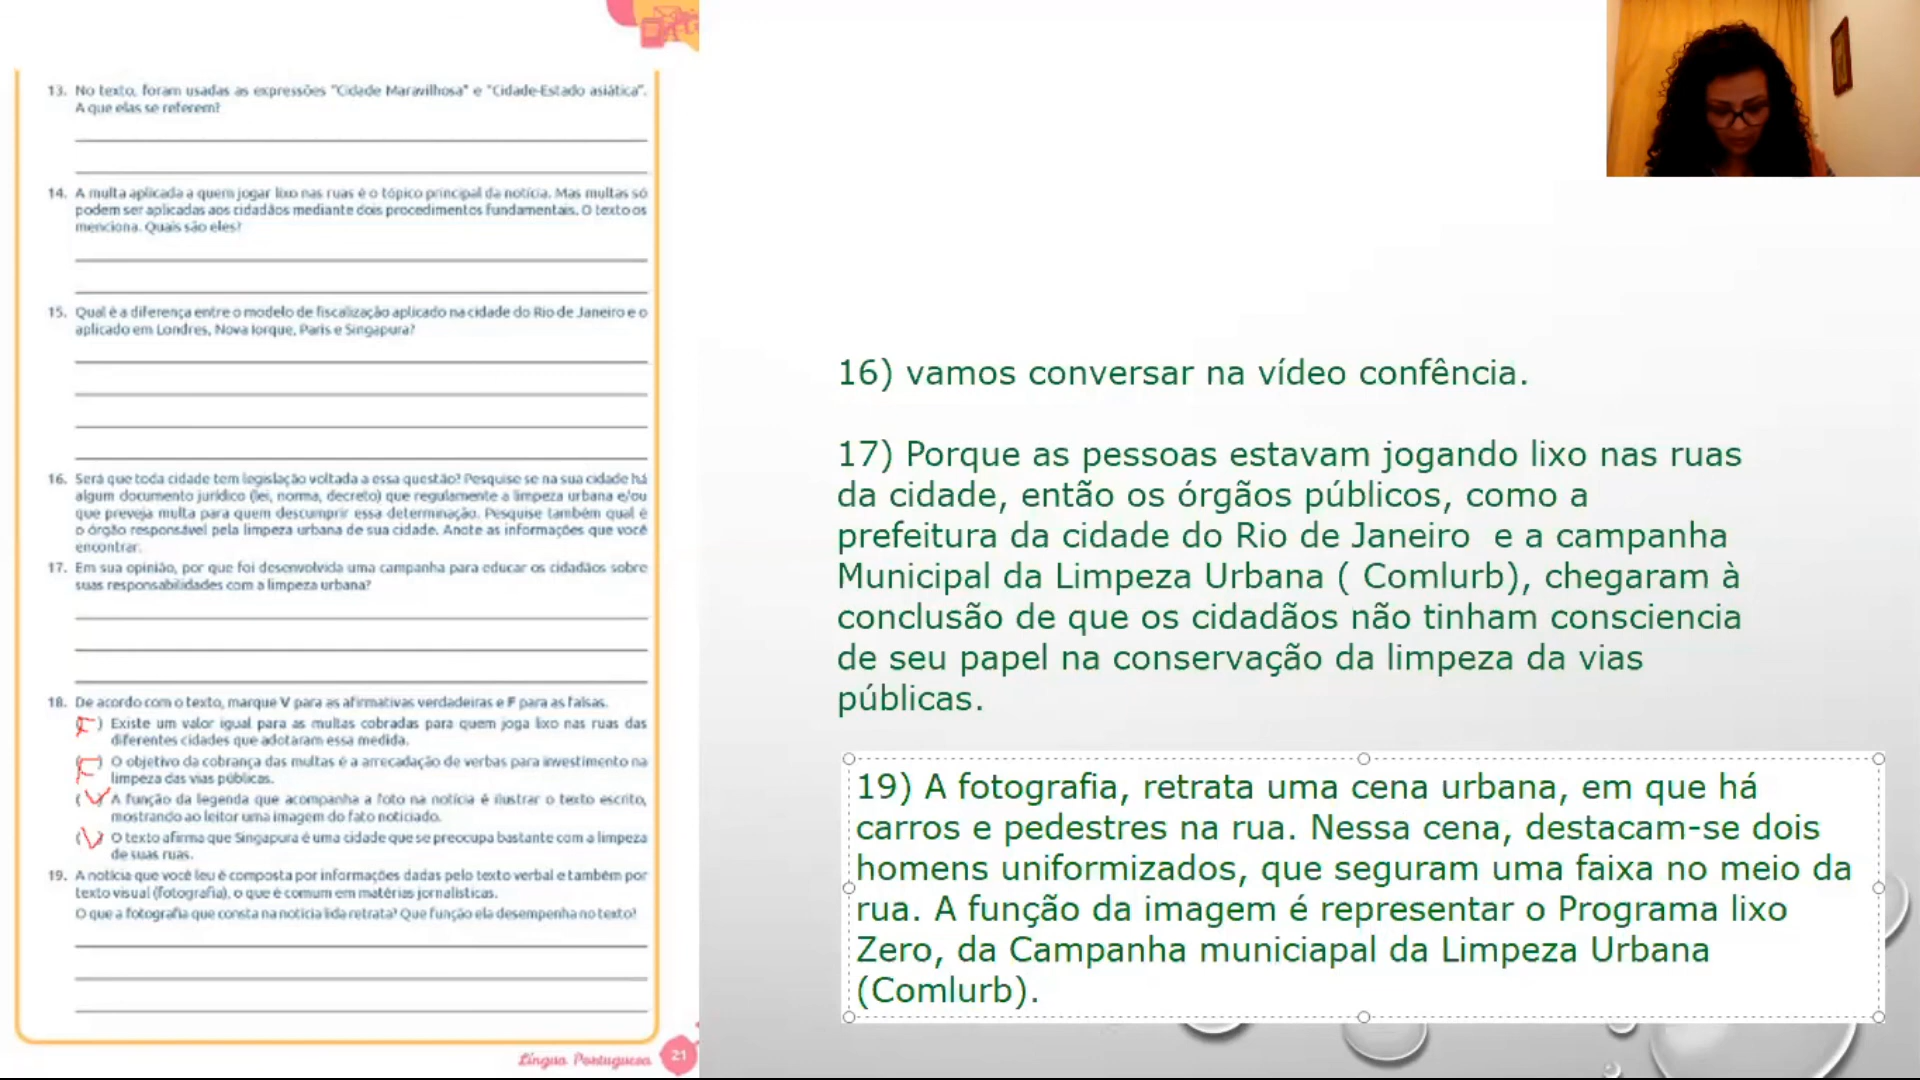 13. No texto, foram usadas as expressões "Cidade Maravilhosa" e "Cidade-Estado asiática".
A que elas se referem?
14. A multa aplicada a quem jogar lixo nas ruas é o tópico principal da notícia. Mas multas só
podem ser aplicadas aos cidadãos mediante dois procedimentos fundamentais. O texto os
menciona. Quais são eles?
15. Qual é a diferença entre o modelo de fiscalização aplicado na cidade do Rio de Janeiro e o
aplicado em Londres, Nova Iorque, Paris e Singapura?
16. Será que toda cidade tem legislação voltada a essa questão? Pesquise se na sua cidade há
algum documento jurídico (lei, norma, decreto) que regulamente a limpeza urbana e/ou
que preveja multa para quem descumprir essa determinação. Pesquise também qual é
o órgão responsável pela limpeza urbana de sua cidade. Anote as informações que você
encontrar.
17. Em sua opinião, por que foi desenvolvida uma campanha para educar os cidadãos sobre
suas responsabilidades com a limpeza urbana?
18. De acordo com o texto, marque V para as afirmativas verdadeiras e F para as falsas.
(F) Existe um valor igual para as multas cobradas para quem joga lixo nas ruas das
diferentes cidades que adotaram essa medida.
(F) O objetivo da cobrança das multas é a arrecadação de verbas para investimento na
limpeza das vias públicas.
(V) A função da legenda que acompanha a foto na notícia é ilustrar o texto escrito,
mostrando ao leitor uma imagem do fato noticiado.
(V) O texto afirma que Singapura é uma cidade que se preocupa bastante com a limpeza
de suas ruas.
19. A notícia que você leu é composta por informações dadas pelo texto verbal e também por
texto visual (fotografia), o que é comum em matérias jornalísticas.
O que a fotografia que consta na notícia lida retrata? Que função ela desempenha no texto?
Língua Portuguesa 21
16) vamos conversar na vídeo confência.
17) Porque as pessoas estavam jogando lixo nas ruas
da cidade, então os órgãos públicos, como a
prefeitura da cidade do Rio de Janeiro e a campanha
Municipal da Limpeza Urbana ( Comlurb), chegaram à
conclusão de que os cidadãos não tinham consciencia
de seu papel na conservação da limpeza da vias
públicas.
19) A fotografia, retrata uma cena urbana, em que há
carros e pedestres na rua. Nessa cena, destacam-se dois
homens uniformizados, que seguram uma faixa no meio da
rua. A função da imagem é representar o Programa lixo
Zero, da Campanha municiapal da Limpeza Urbana
(Comlurb).